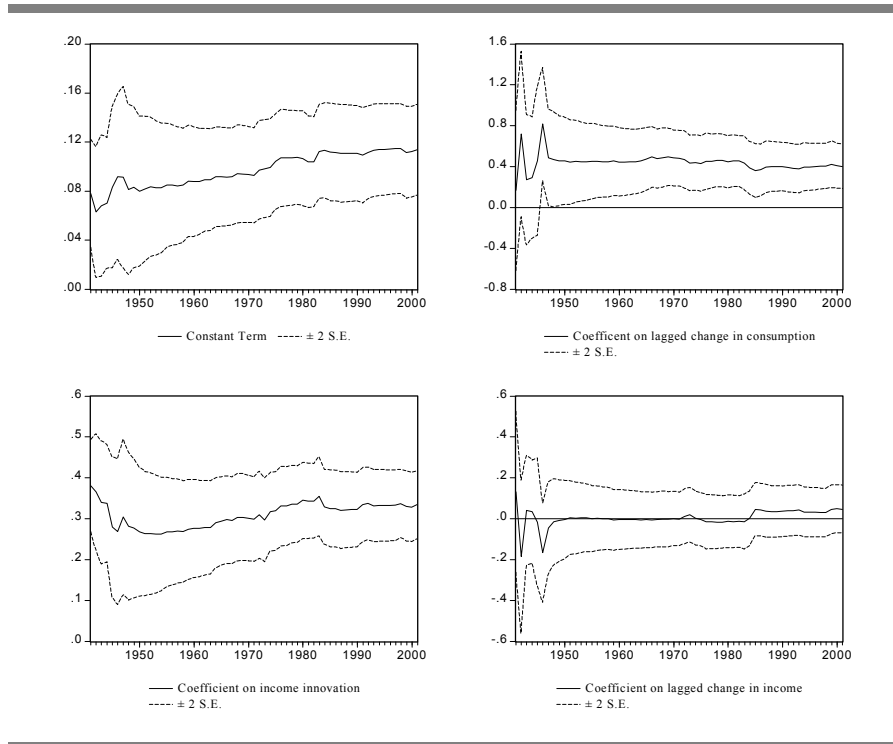 .20
.16
.12
.08
.04
.00
1950 1960 1970 1980 1990 2000
Constant Term ± 2 S.E.
1.6
1.2
0.8
0.4
0.0
-0.4
-0.8
1950 1960 1970 1980 1990 2000
Coefficent on lagged change in consumption
± 2 S.E.
.6
.5
.4
.3
.2
.1
.0
1950 1960 1970 1980 1990 2000
Coefficient on income innovation
± 2 S.E.
.6
.4
.2
.0
-.2
-.4
-.6
1950 1960 1970 1980 1990 2000
Coefficient on lagged change in income
± 2 S.E.